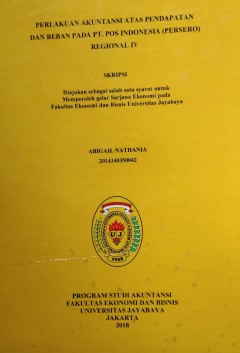 PERLAKUAN AKUNTANSI ATAS PENDAPATAN
DAN BEBAN PADA PT. POS INDONESIA (PERSERO)
REGIONAL IV
SKRIPSI
Diajukan sebagai salah satu syarat untuk
Memperoleh gelar Sarjana Ekonomi pada
Fakultas Ekonomi dan Bisnis Universitas Jayabaya
ABIGAIL NATHANIA
2014340350042
U J
1958
PROGRAM STUDI AKUNTANSI
FAKULTAS EKONOMI DAN BISNIS
UNIVERSITAS JAYABAYA
JAKARTA
2018